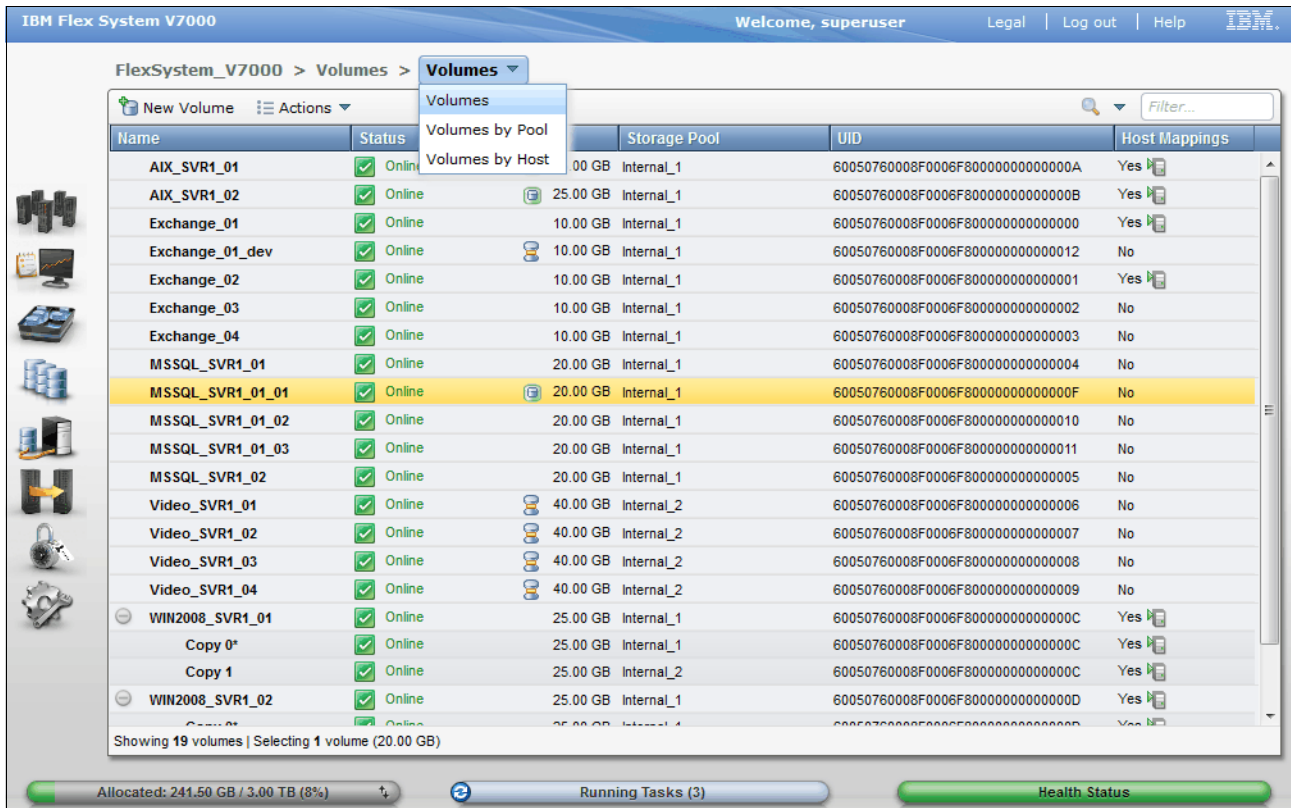 IBM Flex System V7000 Welcome, superuser Legal | Log out | Help IBM.
FlexSystem_V7000 > Volumes > Volumes
Volumes
Volumes by Pool
Volumes by Host
New Volume Actions Filter...
Name Status Storage Pool UID Host Mappings
AIX_SVR1_01 Online .00 GB Internal_1 60050760008F0006F80000000000000A Yes
AIX_SVR1_02 Online 25.00 GB Internal_1 60050760008F0006F80000000000000B Yes
Exchange_01 Online 10.00 GB Internal_1 60050760008F0006F800000000000000 Yes
Exchange_01_dev Online 10.00 GB Internal_1 60050760008F0006F800000000000012 No
Exchange_02 Online 10.00 GB Internal_1 60050760008F0006F800000000000001 Yes
Exchange_03 Online 10.00 GB Internal_1 60050760008F0006F800000000000002 No
Exchange_04 Online 10.00 GB Internal_1 60050760008F0006F800000000000003 No
MSSQL_SVR1_01 Online 20.00 GB Internal_1 60050760008F0006F800000000000004 No
MSSQL_SVR1_01_01 Online 20.00 GB Internal_1 60050760008F0006F80000000000000F No
MSSQL_SVR1_01_02 Online 20.00 GB Internal_1 60050760008F0006F800000000000010 No
MSSQL_SVR1_01_03 Online 20.00 GB Internal_1 60050760008F0006F800000000000011 No
MSSQL_SVR1_02 Online 20.00 GB Internal_1 60050760008F0006F800000000000005 No
Video_SVR1_01 Online 40.00 GB Internal_2 60050760008F0006F800000000000006 No
Video_SVR1_02 Online 40.00 GB Internal_2 60050760008F0006F800000000000007 No
Video_SVR1_03 Online 40.00 GB Internal_2 60050760008F0006F800000000000008 No
Video_SVR1_04 Online 40.00 GB Internal_2 60050760008F0006F800000000000009 No
WIN2008_SVR1_01 Online 25.00 GB Internal_1 60050760008F0006F80000000000000C Yes
Copy 0* Online 25.00 GB Internal_1 60050760008F0006F80000000000000C Yes
Copy 1 Online 25.00 GB Internal_2 60050760008F0006F80000000000000C Yes
WIN2008_SVR1_02 Online 25.00 GB Internal_1 60050760008F0006F80000000000000D Yes
Showing 19 volumes | Selecting 1 volume (20.00 GB)
Allocated: 241.50 GB / 3.00 TB (8%) Running Tasks (3) Health Status